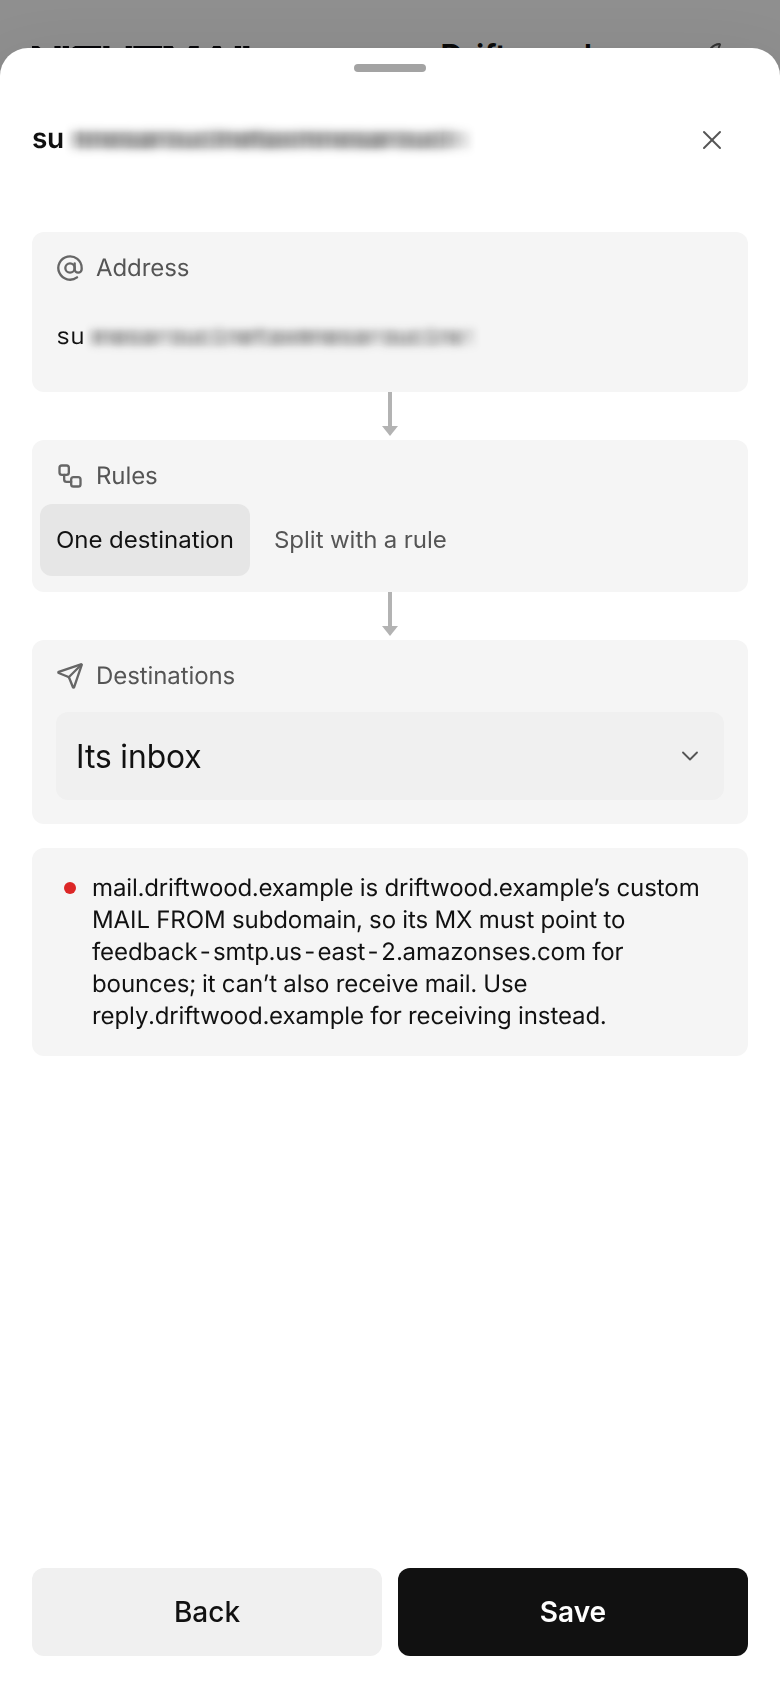 su
Address
su
Rules
One destination
Split with a rule
Destinations
Its inbox
mail.driftwood.example is driftwood.example’s custom
MAIL FROM subdomain, so its MX must point to
feedback-smtp.us-east-2.amazonses.com for
bounces; it can’t also receive mail. Use
reply.driftwood.example for receiving instead.
Back
Save